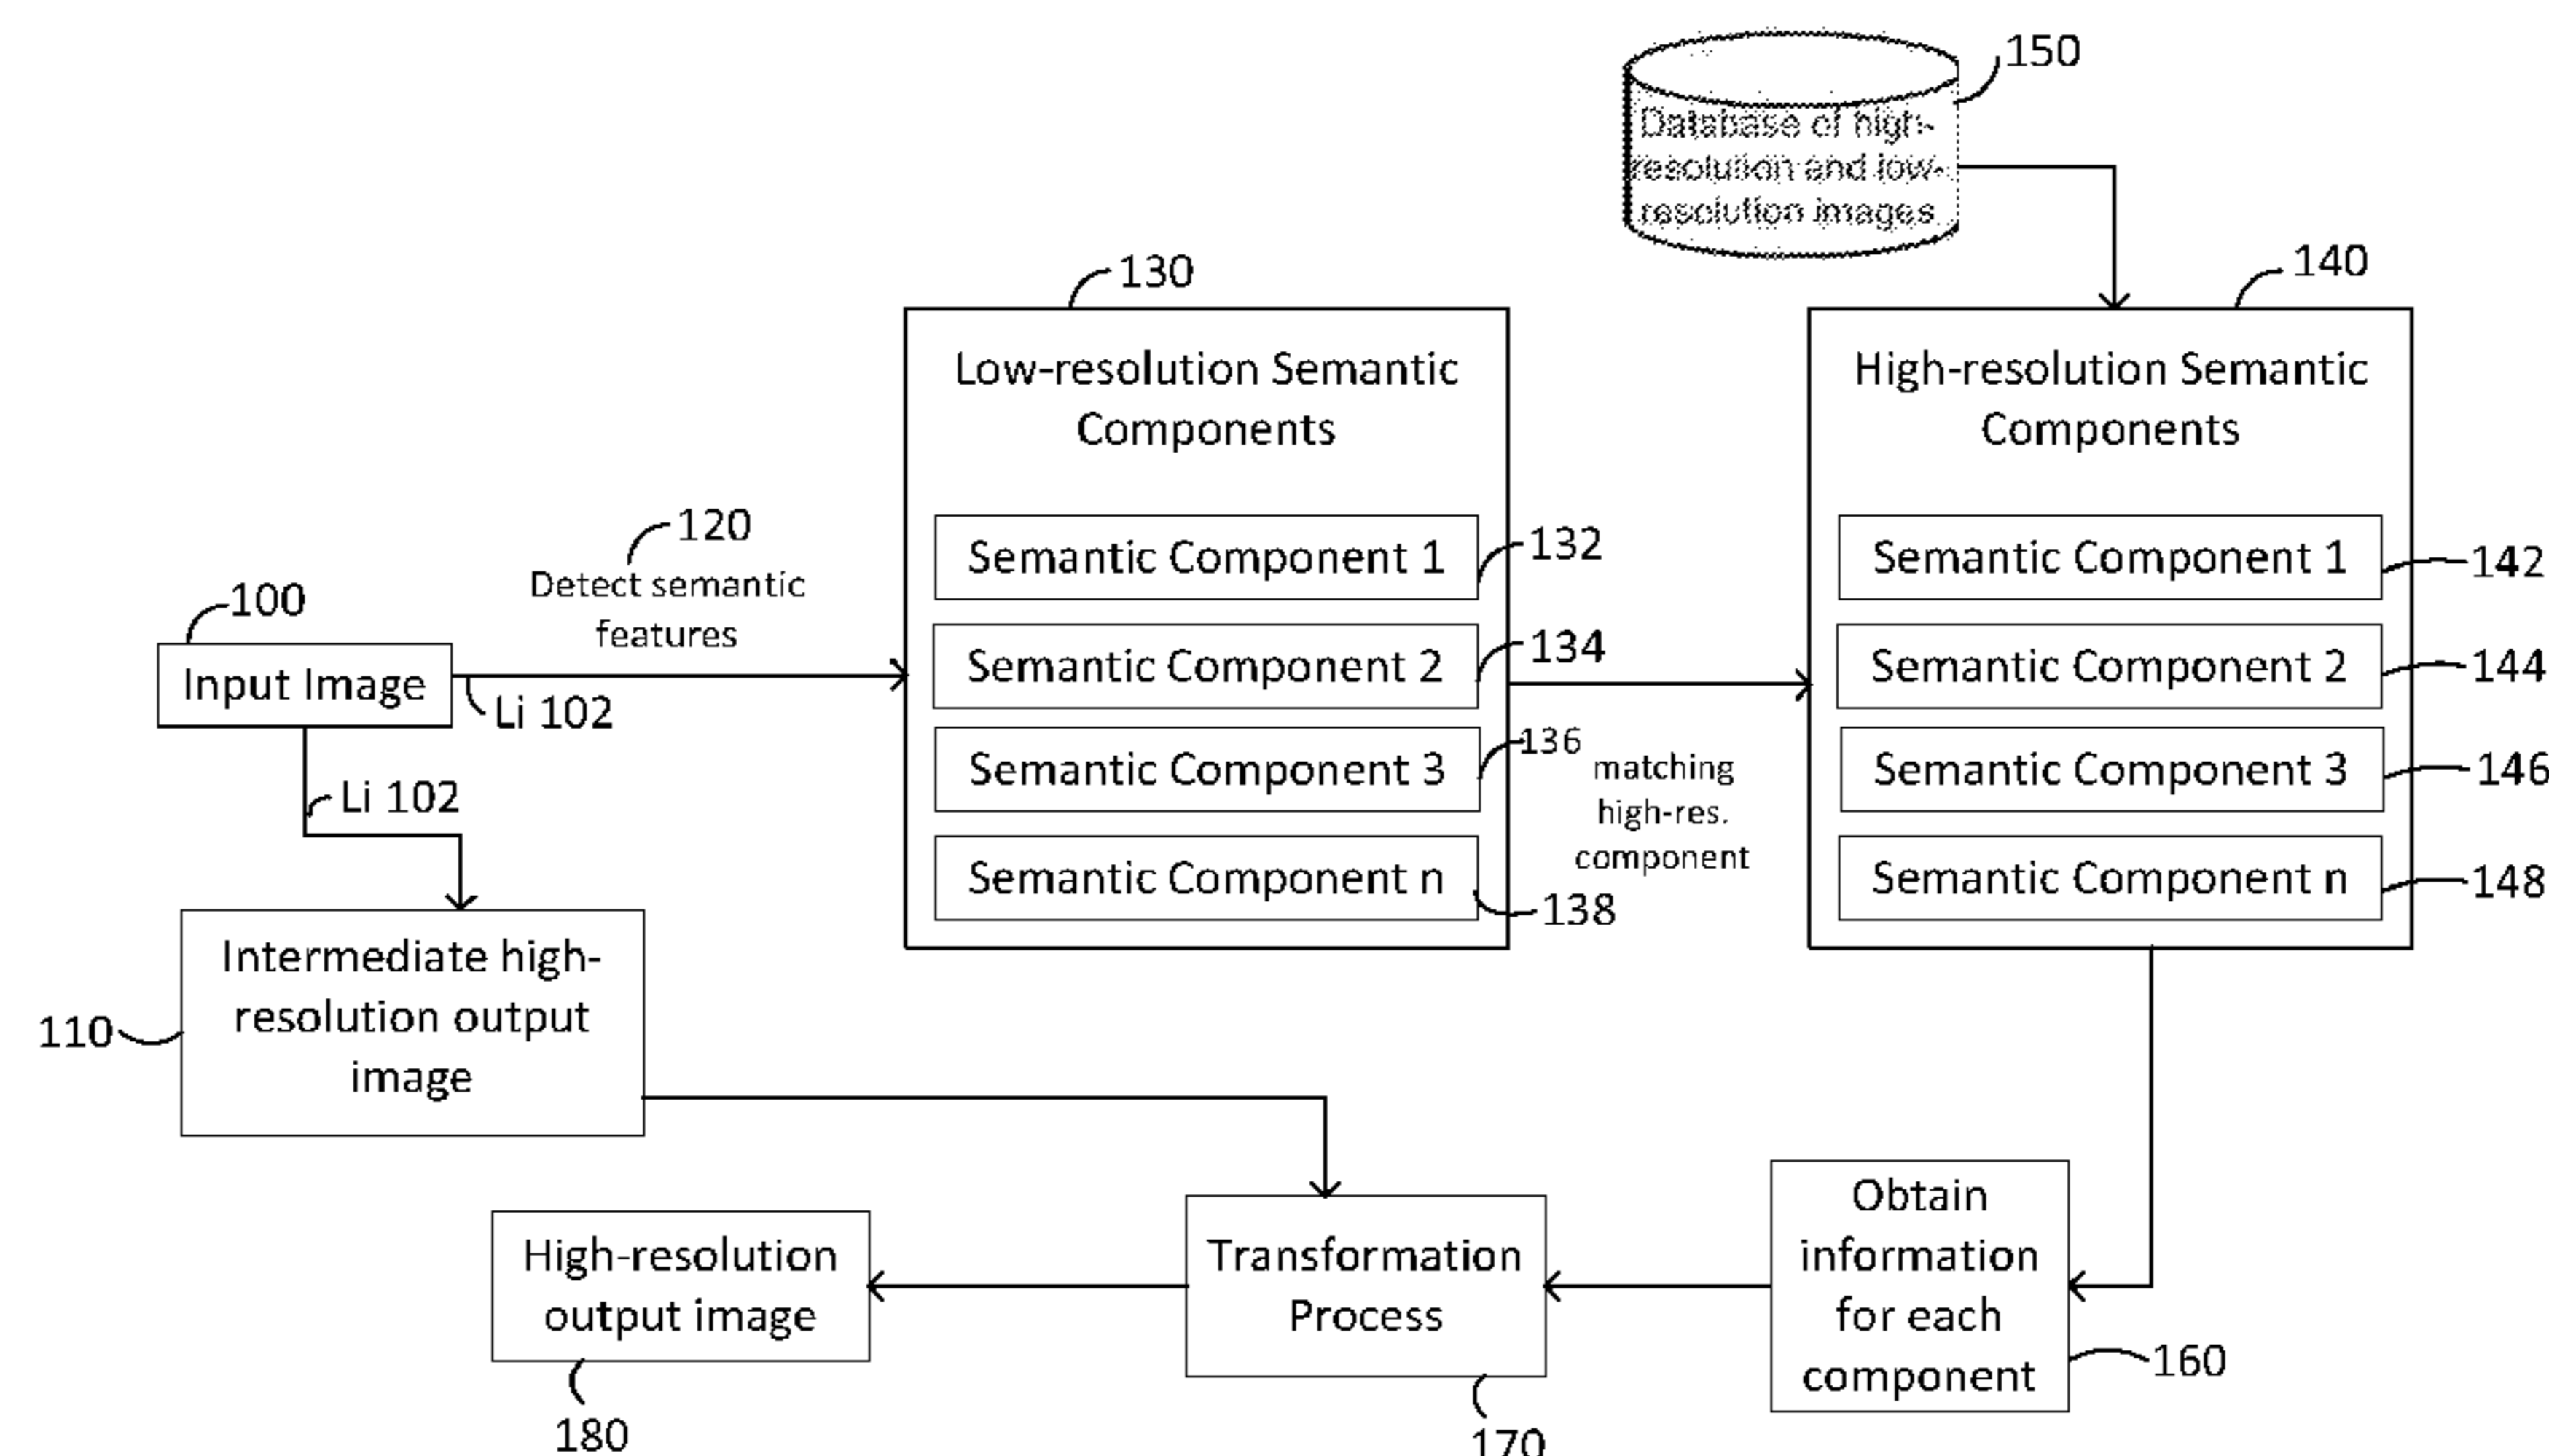 150
Database of high-
resolution and low-
resolution images
130
140
Low-resolution Semantic
Components
High-resolution Semantic
Components
120
Detect semantic
features
100
Input Image
Li 102
Li 102
Semantic Component 1
132
Semantic Component 2
134
Semantic Component 3
136
Semantic Component n
138
matching
high-res.
component
Semantic Component 1
142
Semantic Component 2
144
Semantic Component 3
146
Semantic Component n
148
110
Intermediate high-
resolution output
image
High-resolution
output image
180
Transformation
Process
170
Obtain
information
for each
component
160